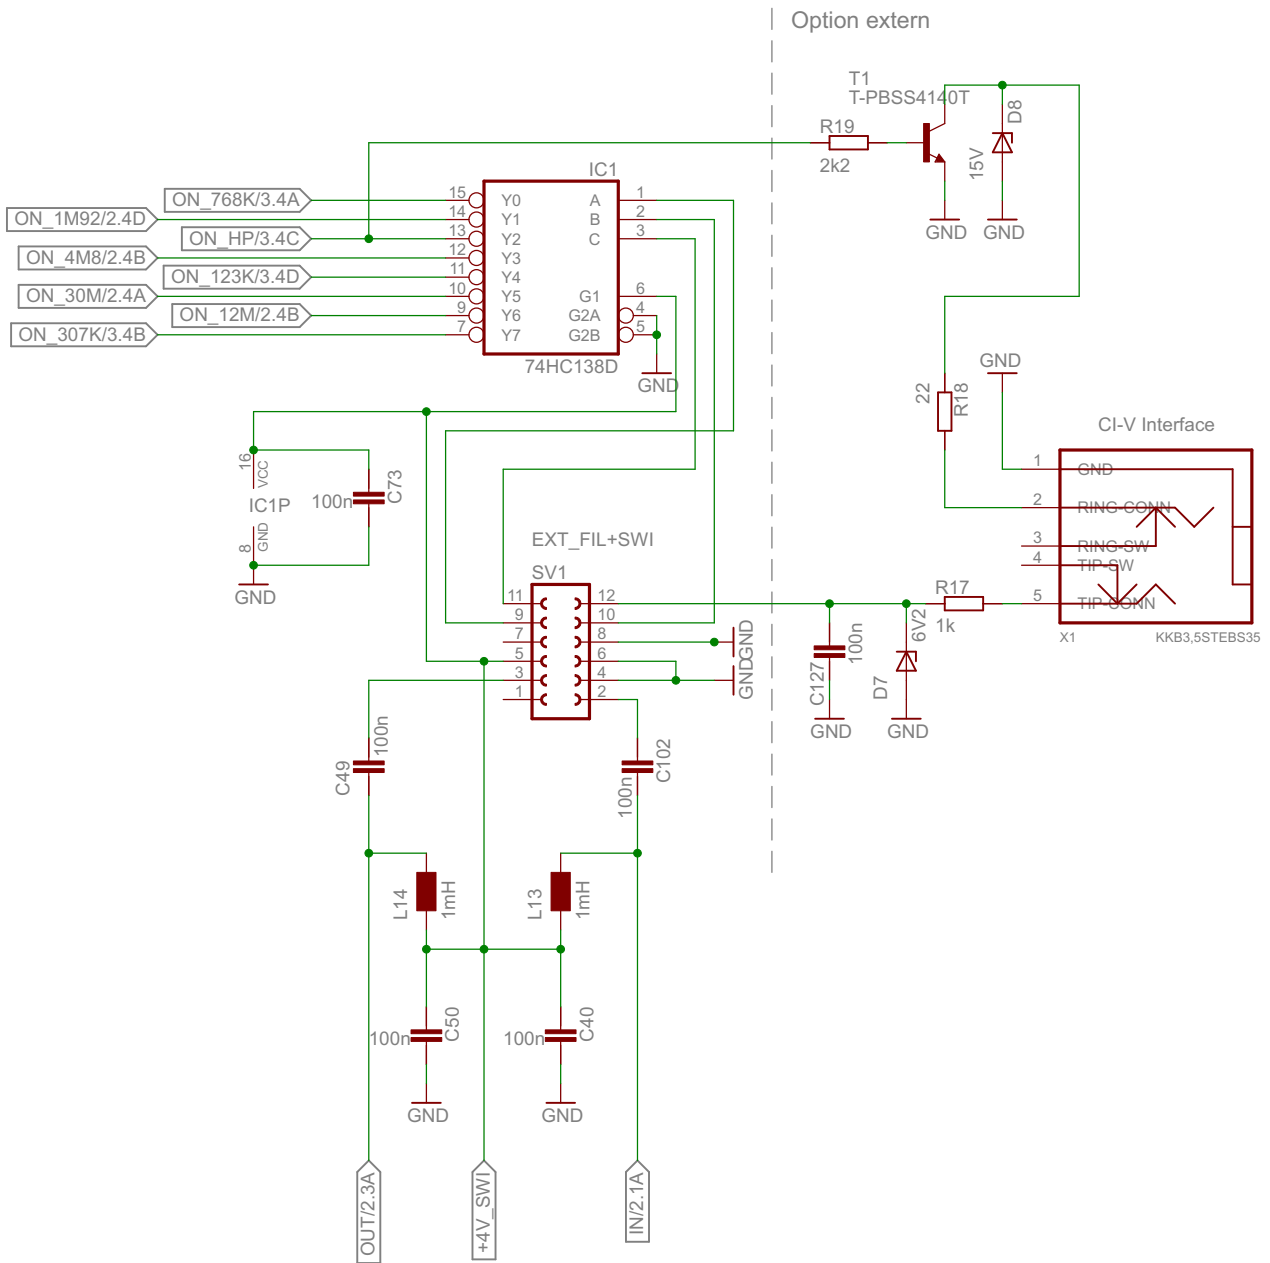 Option extern
T1
T-PBSS4140T
D8
15V
R19
2k2
GND
GND
IC1
ON_768K/3.4A
ON_1M92/2.4D
ON_HP/3.4C
ON_4M8/2.4B
ON_123K/3.4D
ON_30M/2.4A
ON_12M/2.4B
ON_307K/3.4B
15 Y0 A 1
14 Y1 B 2
13 Y2 C 3
12 Y3
11 Y4
10 Y5 G1 6
9 Y6 G2A 4
7 Y7 G2B 5
74HC138D
GND
GND
22
R18
CI-V Interface
1 GND
2 RING-CONN
3 RING-SW
4 TIP-SW
5 TIP-CONN
X1
KKB3,5STEBS35
16
VCC
IC1P
GND
8
GND
100n
C73
EXT_FIL+SWI
SV1
11 12
9 10
7 8
5 6
3 4
1 2
GND
GND
R17
1k
6V2
D7
100n
C127
GND
GND
C49
100n
C102
100n
L14
1mH
L13
1mH
100n
C50
100n
C40
GND
GND
OUT/2.3A
+4V_SWI
IN/2.1A